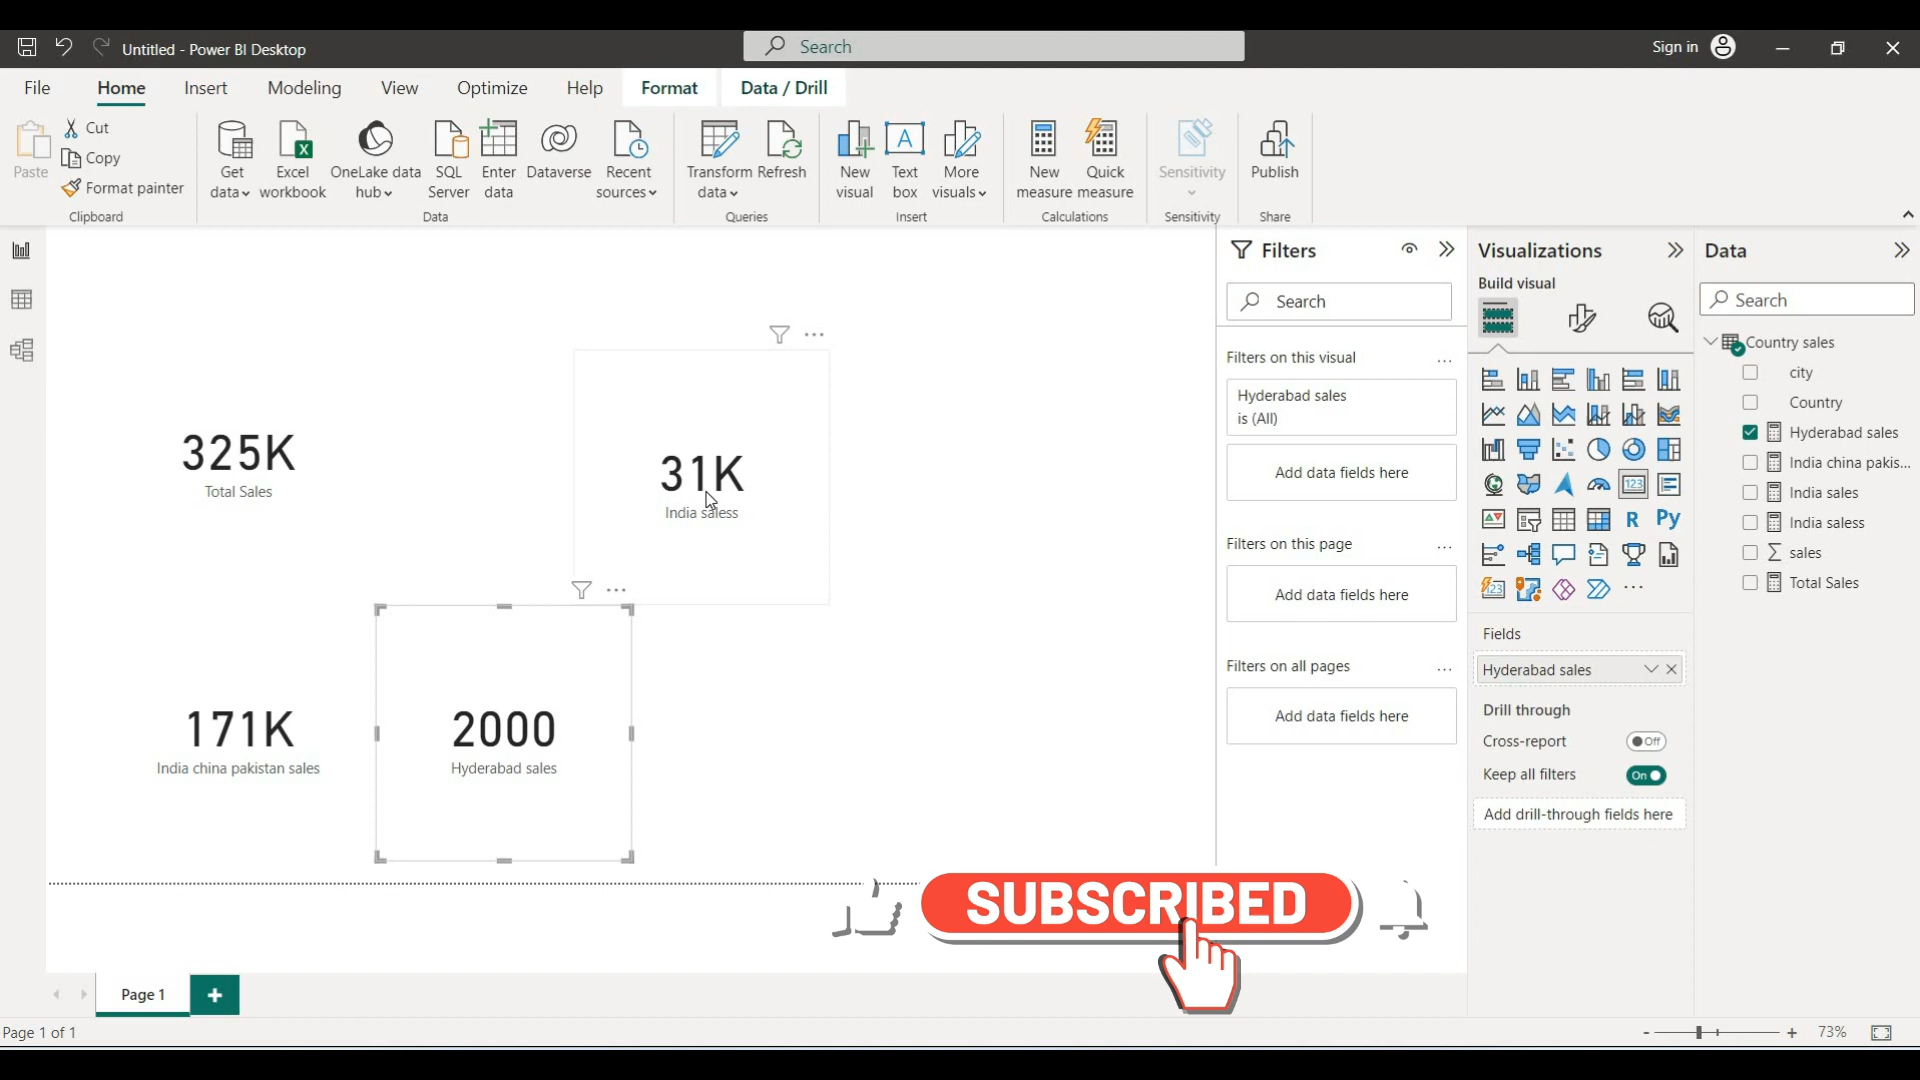 Untitled - Power BI Desktop
Search
Sign in
File
Home
Insert
Modeling
View
Optimize
Help
Format
Data / Drill
Paste
Cut
Copy
Format painter
Clipboard
Get data
Excel workbook
OneLake data hub
SQL Server
Enter data
Dataverse
Recent sources
Data
Transform data
Refresh
Queries
New visual
Text box
More visuals
Insert
New measure
Quick measure
Calculations
Sensitivity
Sensitivity
Publish
Share
325K
Total Sales
31K
India saless
171K
India china pakistan sales
2000
Hyderabad sales
Filters
Search
Filters on this visual
Hyderabad sales
is (All)
Add data fields here
Filters on this page
Add data fields here
Filters on all pages
Add data fields here
Visualizations
Build visual
123
R
Py
123
Fields
Hyderabad sales
Drill through
Cross-report
Off
Keep all filters
On
Add drill-through fields here
Data
Search
Country sales
city
Country
Hyderabad sales
India china pakis...
India sales
India saless
sales
Total Sales
SUBSCRIBED
Page 1
Page 1 of 1
73%